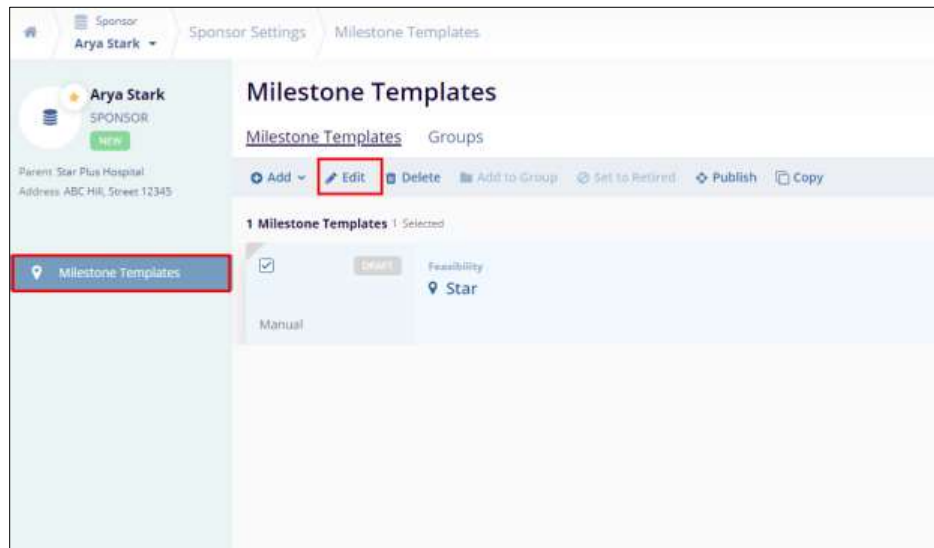 Sponsor
Arya Stark
Sponsor Settings
Milestone Templates
Arya Stark
SPONSOR
NEW
Parent Star Plus Hospital
Address ABC Hill, Street 12345
Milestone Templates
Milestone Templates
Milestone Templates Groups
Add Edit Delete Add to Group Set to Retired Publish Copy
1 Milestone Templates 1 Selected
DRAFT
Feasibility
Star
Manual